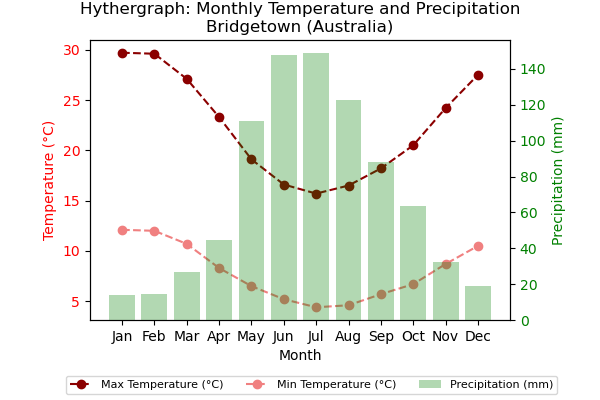 Hythergraph: Monthly Temperature and Precipitation
Bridgetown (Australia)
30
25
20
15
10
5
Temperature (°C)
140
120
100
80
60
40
20
0
Precipitation (mm)
Jan Feb Mar Apr May Jun Jul Aug Sep Oct Nov Dec
Month
Max Temperature (°C) Min Temperature (°C) Precipitation (mm)